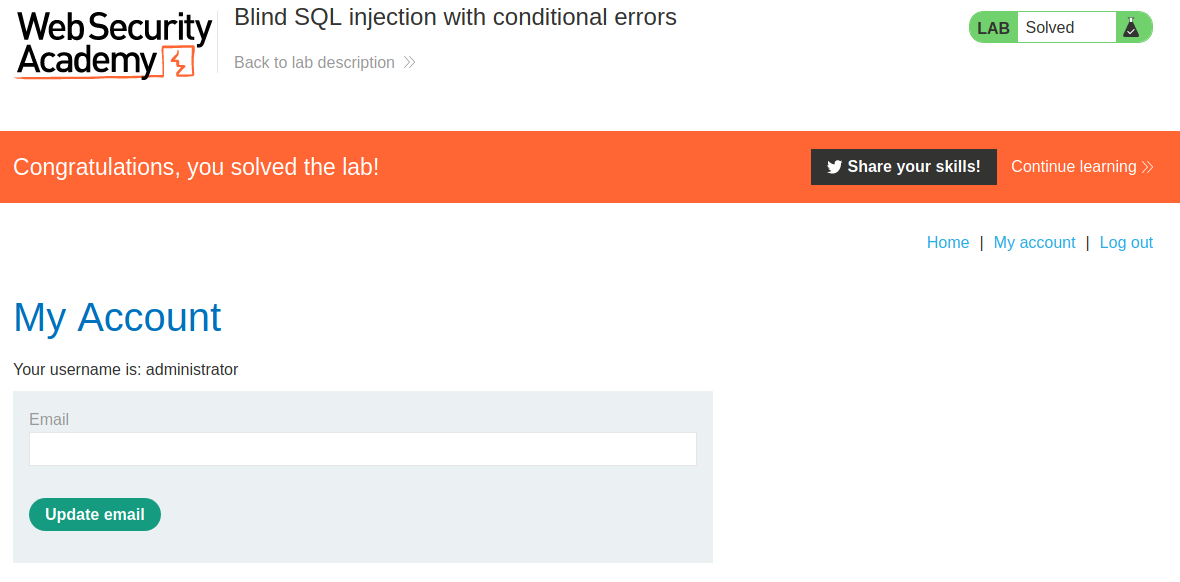 Web Security
Academy
Blind SQL injection with conditional errors
Back to lab description
LAB Solved
Congratulations, you solved the lab!
Share your skills! Continue learning
Home | My account | Log out
My Account
Your username is: administrator
Email
Update email